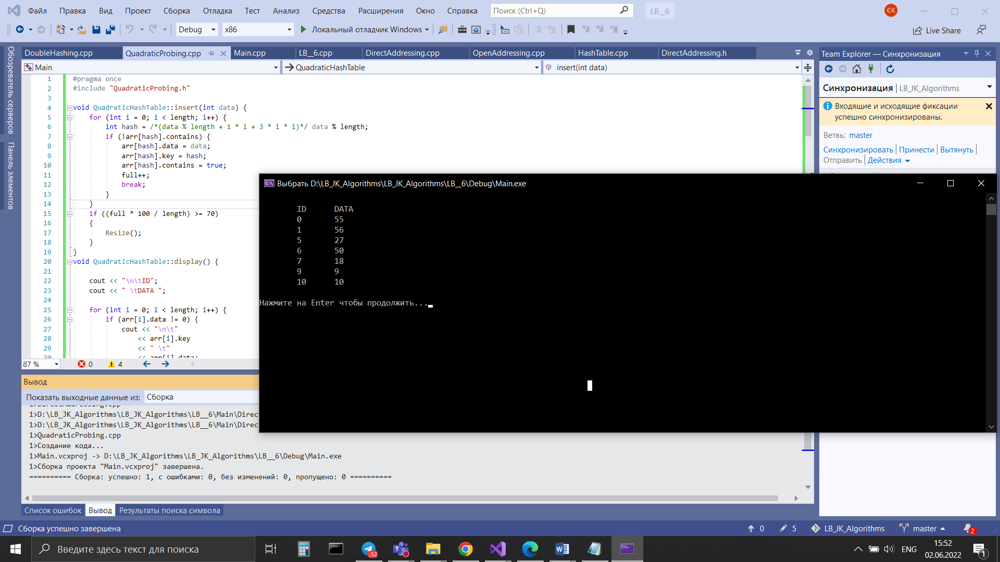 Файл Правка Вид Проект Сборка Отладка Тест Анализ Средства Расширения Окно Справка Поиск (Ctrl+Q) LB__6 ЄК
Debug x86 Локальный отладчик Windows Live Share
Обозреватель серверов
Панель элементов
DoubleHashing.cpp QuadraticProbing.cpp Main.cpp LB__6.cpp DirectAddressing.cpp OpenAddressing.cpp HashTable.cpp DirectAddressing.h
Main QuadraticHashTable insert(int data)
1 #pragma once
2 #include "QuadraticProbing.h"
3
4 void QuadraticHashTable::insert(int data) {
5 for (int i = 0; i < length; i++) {
6 int hash = /*(data % length + 1 * i + 3 * i * i)*/ data % length;
7 if (!arr[hash].contains) {
8 arr[hash].data = data;
9 arr[hash].key = hash;
10 arr[hash].contains = true;
11 full++;
12 break;
13 }
14 }
15 if ((full * 100 / length) >= 70)
16 {
17 Resize();
18 }
19 }
20 void QuadraticHashTable::display() {
21
22 cout << "\n\tID";
23 cout << " \tDATA ";
24
25 for (int i = 0; i < length; i++) {
26 if (arr[i].data != 0) {
27 cout << "\n\t"
28 << arr[i].key
29 << " \t"
30 << arr[i].data;
87 % 0 4
Team Explorer — Синхронизация
Синхронизация | LB_JK_Algorithms
Входящие и исходящие фиксации
успешно синхронизированы.
Ветвь: master
Синхронизировать | Принести | Вытянуть |
Отправить | Действия
Выбрать D:\LB_JK_Algorithms\LB_JK_Algorithms\LB__6\Debug\Main.exe
ID DATA
0 55
1 56
5 27
6 50
7 18
9 9
10 10
Нажмите на Enter чтобы продолжить...
Вывод
Показать выходные данные из: Сборка
1>DirectAddressing.cpp
1>D:\LB_JK_Algorithms\LB_JK_Algorithms\LB__6\Main\Direc
1>D:\LB_JK_Algorithms\LB_JK_Algorithms\LB__6\Main\Direc
1>QuadraticProbing.cpp
1>Создание кода...
1>Main.vcxproj -> D:\LB_JK_Algorithms\LB_JK_Algorithms\LB__6\Debug\Main.exe
1>Сборка проекта "Main.vcxproj" завершена.
========== Сборка: успешно: 1, с ошибками: 0, без изменений: 0, пропущено: 0 ==========
Список ошибок Вывод Результаты поиска символа
Сборка успешно завершена 0 5 LB_JK_Algorithms master 2
Введите здесь текст для поиска ..52 ENG 15:52
02.06.2022 1